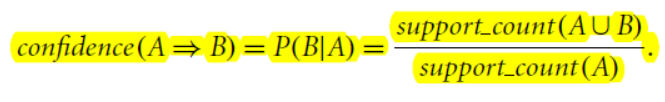 confidence(A ⇒ B) = P(B|A) = support_count(A ∪ B) / support_count(A).